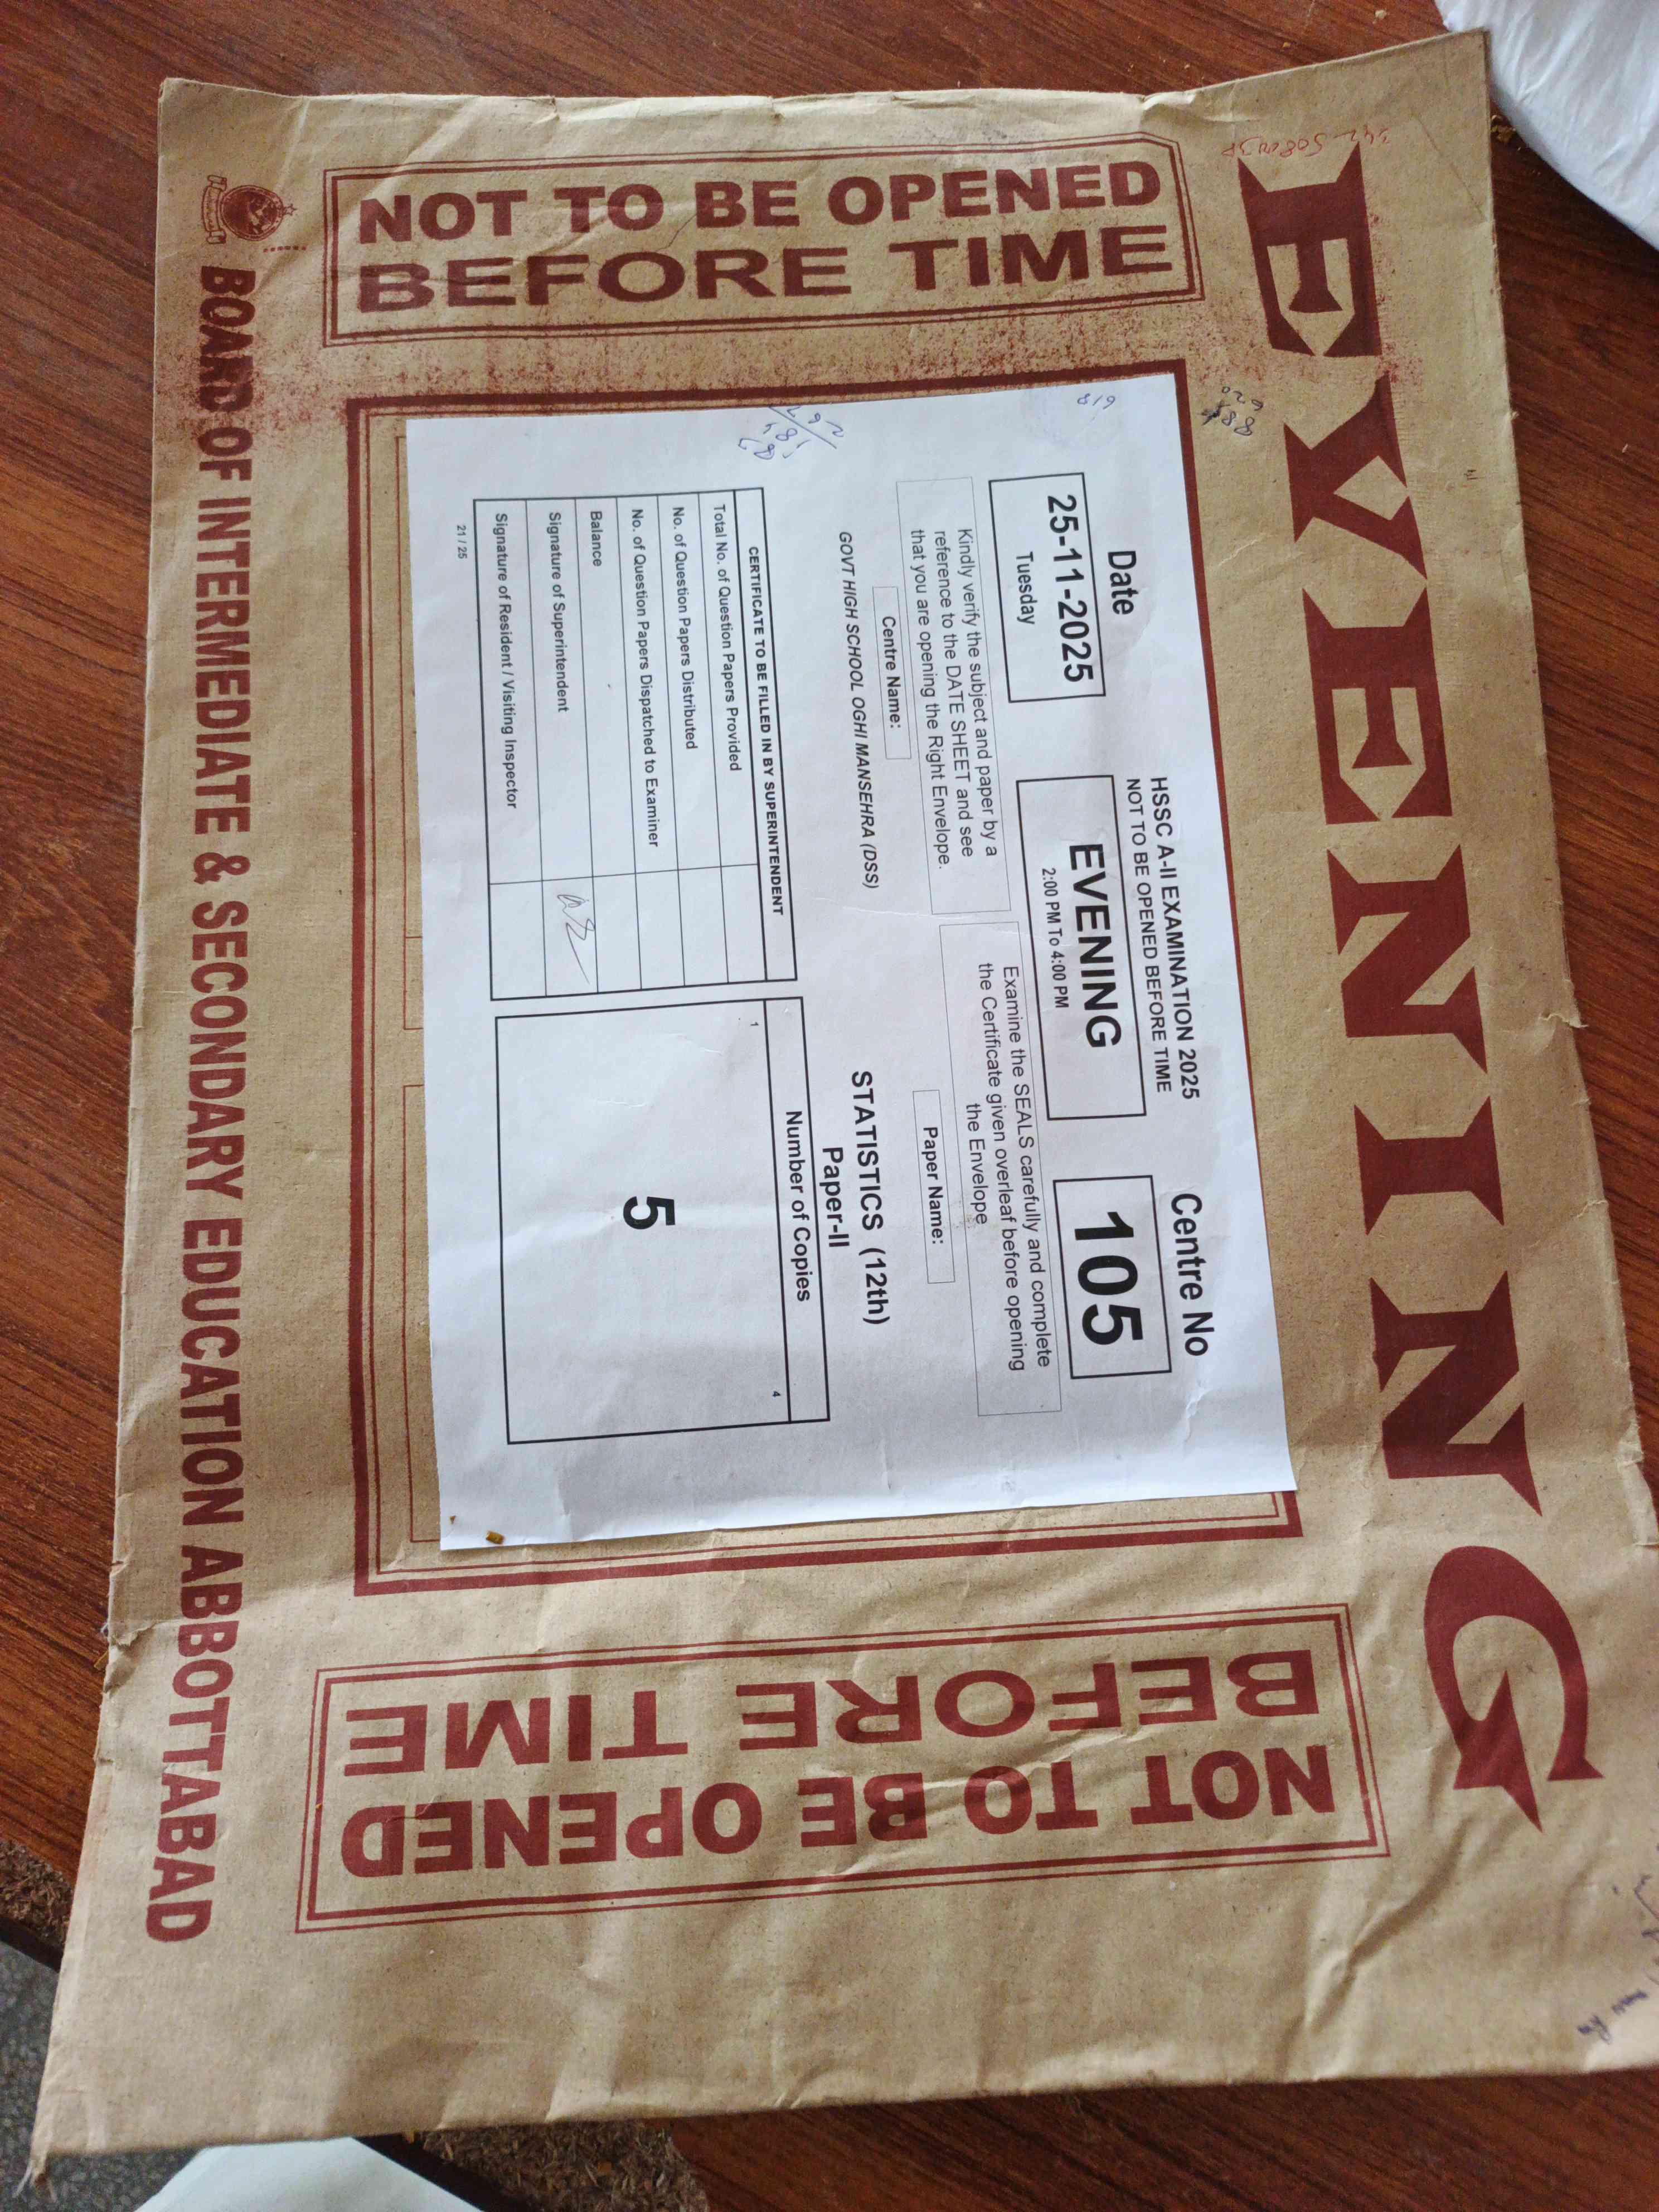 EVENING
NOT TO BE OPENED
BEFORE TIME
Date
25-11-2025
Tuesday
HSSC A-II EXAMINATION 2025
NOT TO BE OPENED BEFORE TIME
EVENING
2:00 PM To 4:00 PM
Centre No
105
Kindly verify the subject and paper by a
reference to the DATE SHEET and see
that you are opening the Right Envelope.
Examine the SEALS carefully and complete
the Certificate given overleaf before opening
the Envelope
Centre Name:
GOVT HIGH SCHOOL OGHI MANSEHRA (DSS)
Paper Name:
STATISTICS (12th)
Paper-II
CERTIFICATE TO BE FILLED IN BY SUPERINTENDENT
Total No. of Question Papers Provided
No. of Question Papers Distributed
No. of Question Papers Dispatched to Examiner
Balance
Signature of Superintendent
Signature of Resident / Visiting Inspector
21 / 25
Number of Copies
1
4
5
NOT TO BE OPENED
BEFORE TIME
BOARD OF INTERMEDIATE & SECONDARY EDUCATION ABBOTTABAD
619